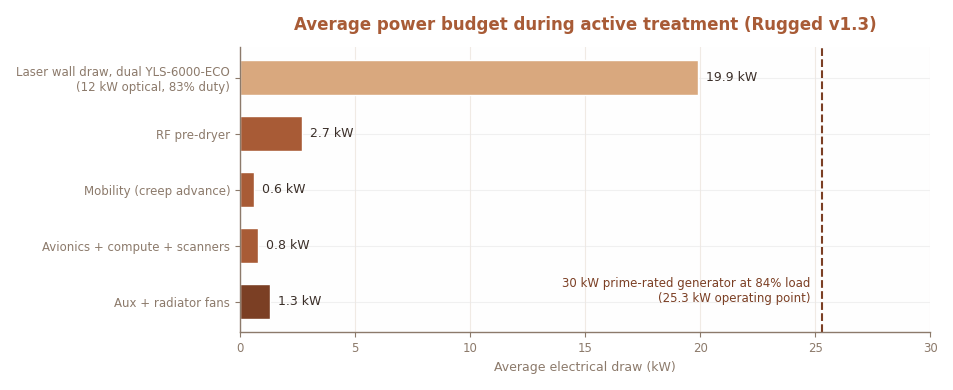 Average power budget during active treatment (Rugged v1.3)
Laser wall draw, dual YLS-6000-ECO
(12 kW optical, 83% duty)
19.9 kW
RF pre-dryer
2.7 kW
Mobility (creep advance)
0.6 kW
Avionics + compute + scanners
0.8 kW
Aux + radiator fans
1.3 kW
30 kW prime-rated generator at 84% load
(25.3 kW operating point)
0 5 10 15 20 25 30
Average electrical draw (kW)